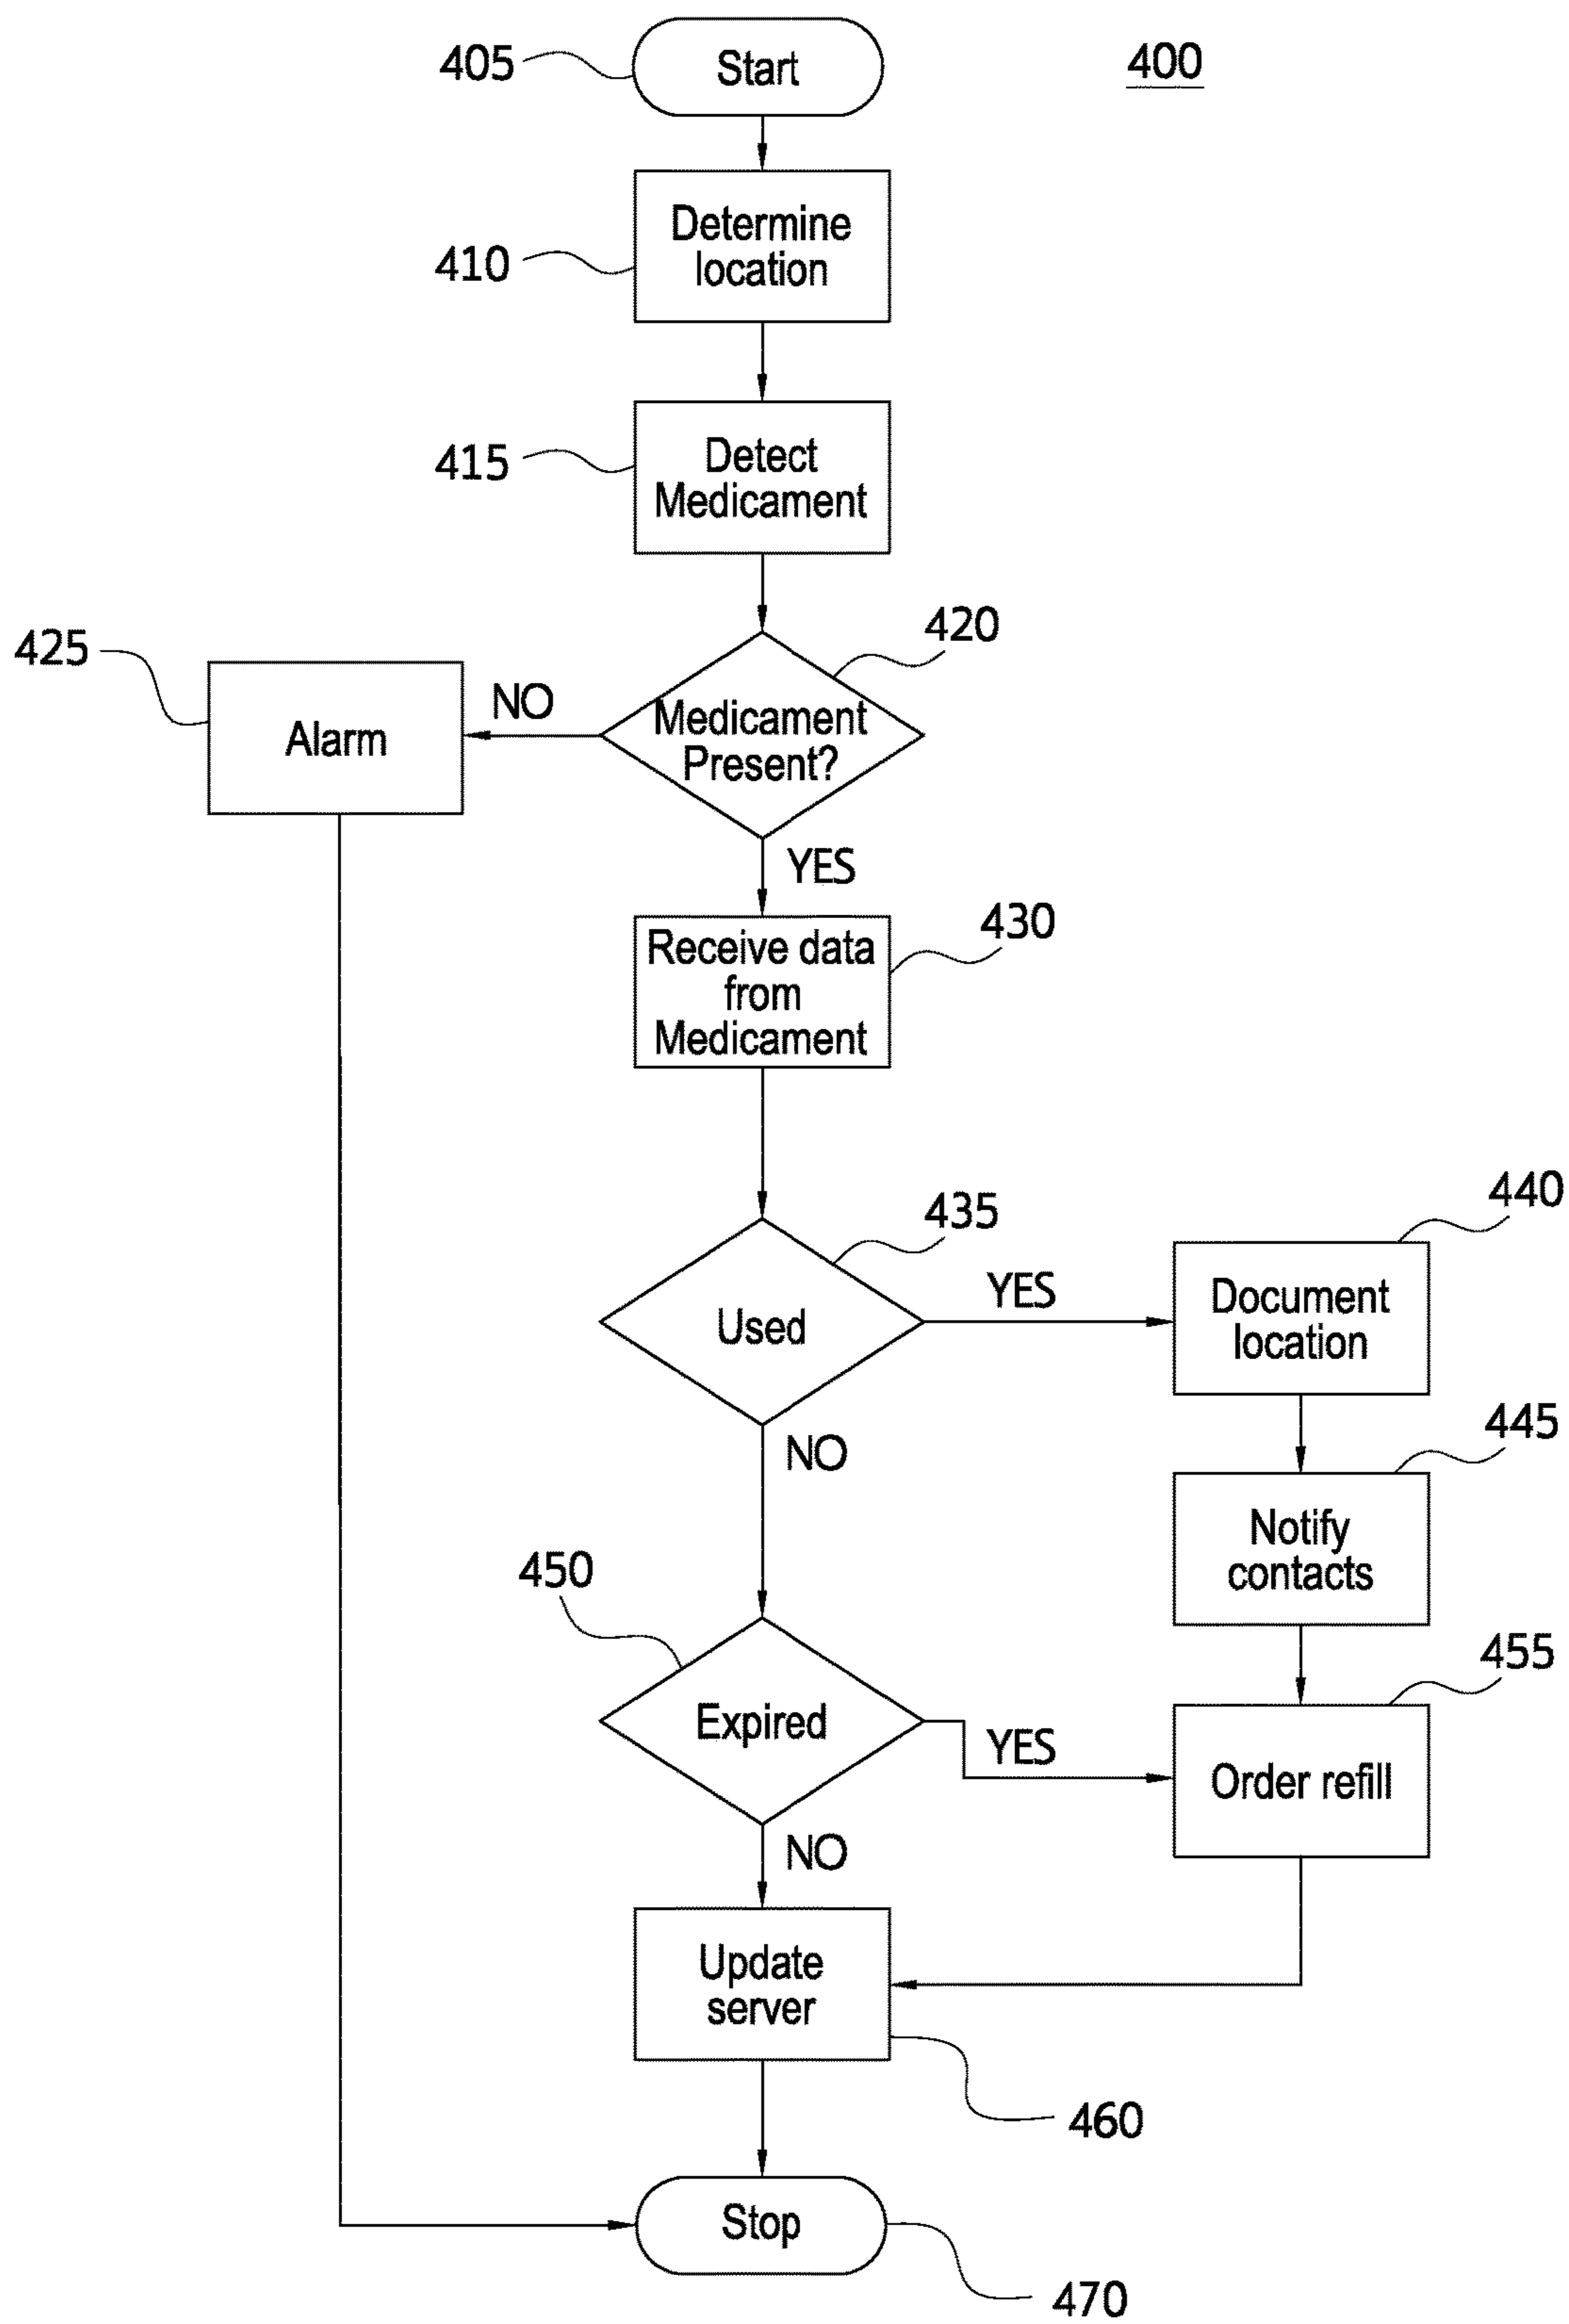 405
Start
400
410
Determine
location
415
Detect
Medicament
420
425
Alarm
NO
Medicament
Present?
YES
430
Receive data
from
Medicament
435
440
Used
YES
Document
location
NO
445
Notify
contacts
450
455
Expired
YES
Order refill
NO
Update
server
460
Stop
470